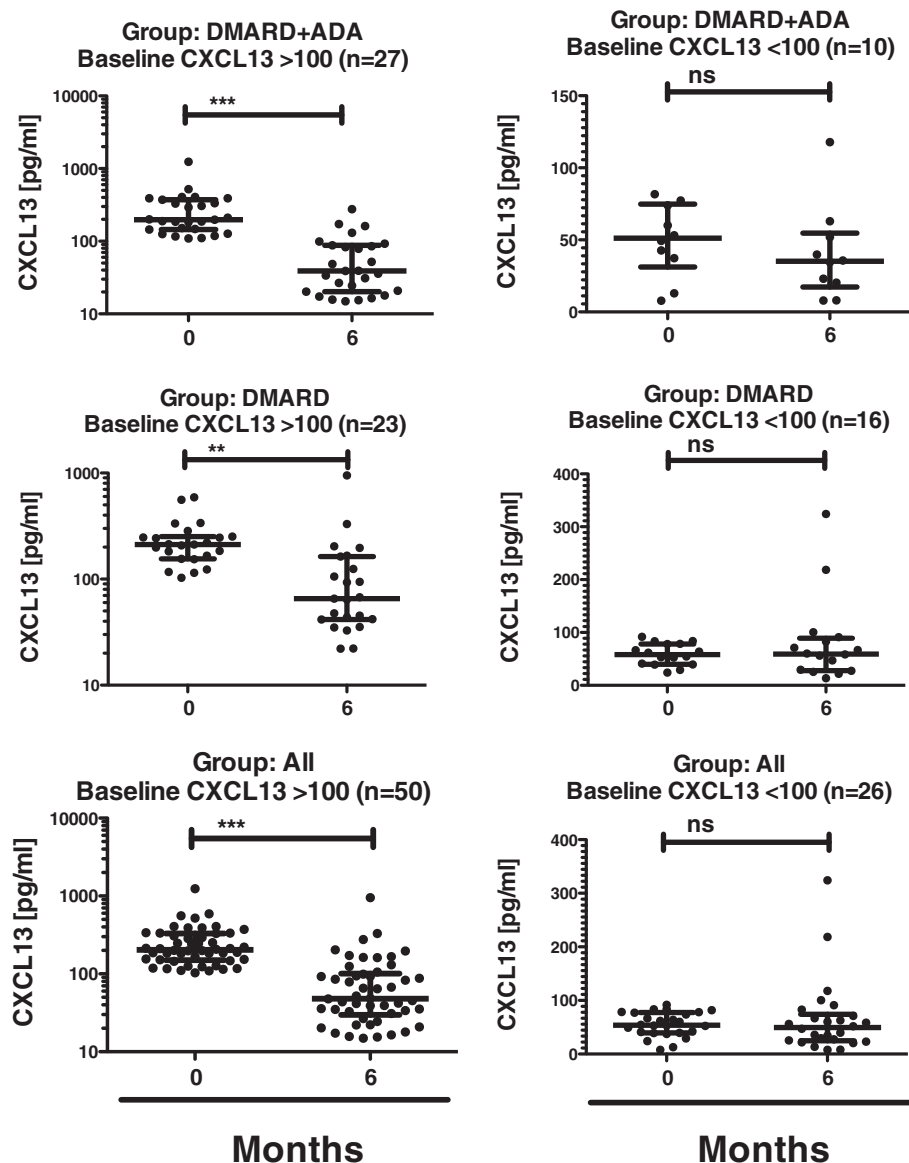 Group: DMARD+ADA
Baseline CXCL13 >100 (n=27)
***
CXCL13 [pg/ml]
10000
1000
100
10
0
6
Group: DMARD+ADA
Baseline CXCL13 <100 (n=10)
ns
CXCL13 [pg/ml]
150
100
50
0
0
6
Group: DMARD
Baseline CXCL13 >100 (n=23)
**
CXCL13 [pg/ml]
1000
100
10
0
6
Group: DMARD
Baseline CXCL13 <100 (n=16)
ns
CXCL13 [pg/ml]
400
300
200
100
0
0
6
Group: All
Baseline CXCL13 >100 (n=50)
***
CXCL13 [pg/ml]
10000
1000
100
10
0
6
Months
Group: All
Baseline CXCL13 <100 (n=26)
ns
CXCL13 [pg/ml]
400
300
200
100
0
0
6
Months